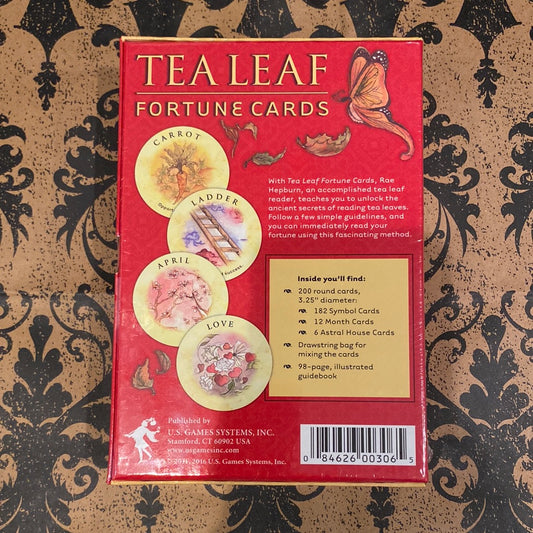 TEA LEAF
FORTUNE CARDS
CARROT
LADDER
success.
APRIL
LOVE
With Tea Leaf Fortune Cards, Rae
Hepburn, an accomplished tea leaf
reader, teaches you to unlock the
ancient secrets of reading tea leaves.
Follow a few simple guidelines, and
you can immediately read your
fortune using this fascinating method.
Inside you'll find:
200 round cards,
3.25" diameter:
182 Symbol Cards
12 Month Cards
6 Astral House Cards
Drawstring bag for
mixing the cards
98-page, illustrated
guidebook
Published by
U.S. GAMES SYSTEMS, INC.
Stamford, CT 06902 USA
www.usgamesinc.com
2016 U.S. Games Systems, Inc.
0 84626 00306 5